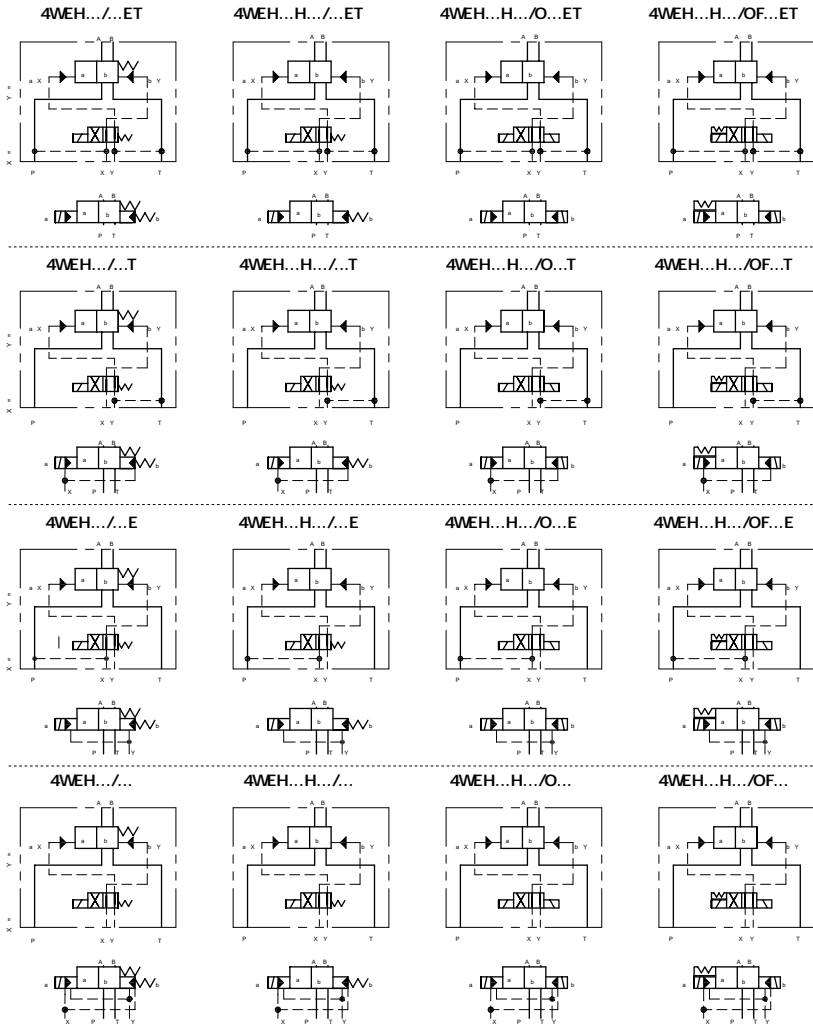 4WEH.../...ET 4WEH...H.../...ET 4WEH...H.../O...ET 4WEH...H.../OF...ET
A B A B A B A B
a X a b b Y a X a b b Y a X a b b Y a X a b b Y
Y
X
P X Y T P X Y T P X Y T P X Y T
A B A B A B A B
a a b b a a b b a a b b a a b b
P T P T P T P T
4WEH.../...T 4WEH...H.../...T 4WEH...H.../O...T 4WEH...H.../OF...T
A B A B A B A B
a X a b b Y a X a b b Y a X a b b Y a X a b b Y
Y
X
P X Y T P X Y T P X Y T P X Y T
A B A B A B A B
a a b b a a b b a a b b a a b b
X P T X P T X P T X P T
4WEH.../...E 4WEH...H.../...E 4WEH...H.../O...E 4WEH...H.../OF...E
A B A B A B A B
a X a b b Y a X a b b Y a X a b b Y a X a b b Y
Y
X
P X Y T P X Y T P X Y T P X Y T
A B A B A B A B
a a b b a a b b a a b b a a b b
P T Y P T Y P T Y P T Y
4WEH.../... 4WEH...H.../... 4WEH...H.../O... 4WEH...H.../OF...
A B A B A B A B
a X a b b Y a X a b b Y a X a b b Y a X a b b Y
Y
X
P X Y T P X Y T P X Y T P X Y T
A B A B A B A B
a a b b a a b b a a b b a a b b
X P T Y X P T Y X P T Y X P T Y